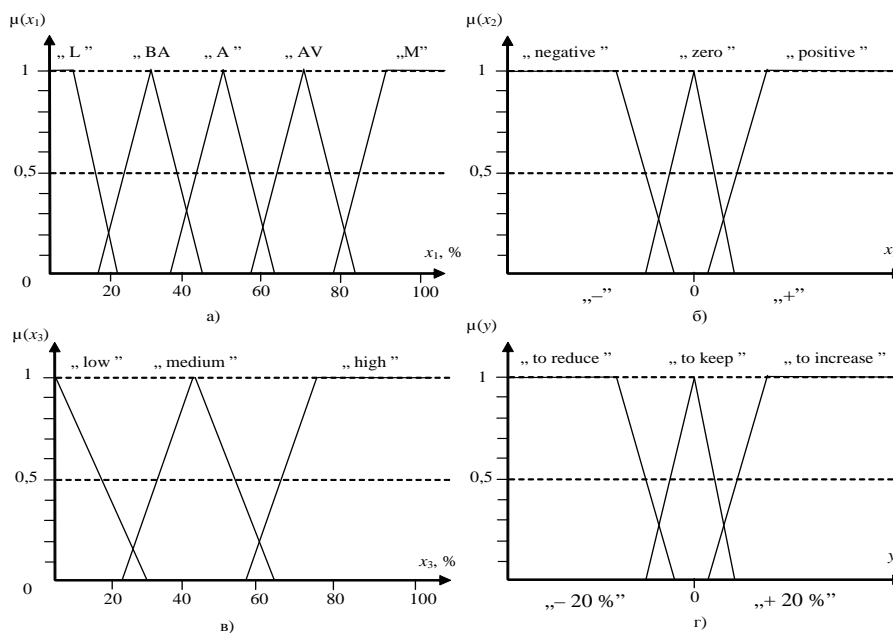 μ(x₁)
„ L ” „ BA „ A ” „ AV „M”
1
0,5
0
20 40 60 80 100
x₁, %
а)
μ(x₂)
„ negative ” „ zero ” „ positive ”
1
0,5
„–” 0 „+”
x
б)
μ(x₃)
„ low ” „ medium ” „ high ”
1
0,5
0
20 40 60 80 100
x₃, %
в)
μ(y)
„ to reduce ” „ to keep ” „ to increase ”
1
0,5
„– 20 %” 0 „+ 20 %”
y
г)